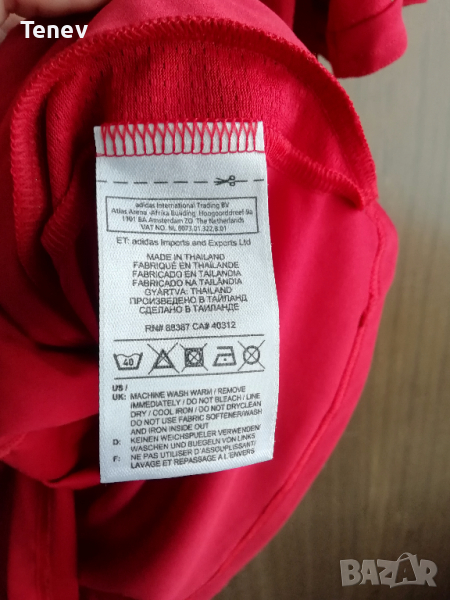 Tenev
adidas International Trading BV
Atlas Arena -Afrika Building, Hoogoorddreef 9a
1101 BA Amsterdam ZO The Netherlands
VAT NO. NL 8073.01.322.B.01
ET: adidas Imports and Exports Ltd
MADE IN THAILAND
FABRIQUÉ EN THAÏLANDE
FABRICADO EN TAILANDIA
FABRICADO NA TAILÂNDIA
GYÁRTVA: THAIFÖLD
ПРОИЗВЕДЕНО В ТАЙЛАНД
СДЕЛАНО В ТАИЛАНДЕ
RN# 88387 CA# 40312
40
US /
UK: MACHINE WASH WARM / REMOVE
IMMEDIATELY / DO NOT BLEACH / LINE
DRY / COOL IRON / DO NOT DRYCLEAN
DO NOT USE FABRIC SOFTENER/WASH
AND IRON INSIDE OUT
D: KEINEN WEICHSPUELER VERWENDEN/
WASCHEN UND BUEGELN VON LINKS
F: NE PAS UTILISER D'ASSOUPLISSANT/
LAVAGE ET REPASSAGE A L'ENVERS
BAZAR